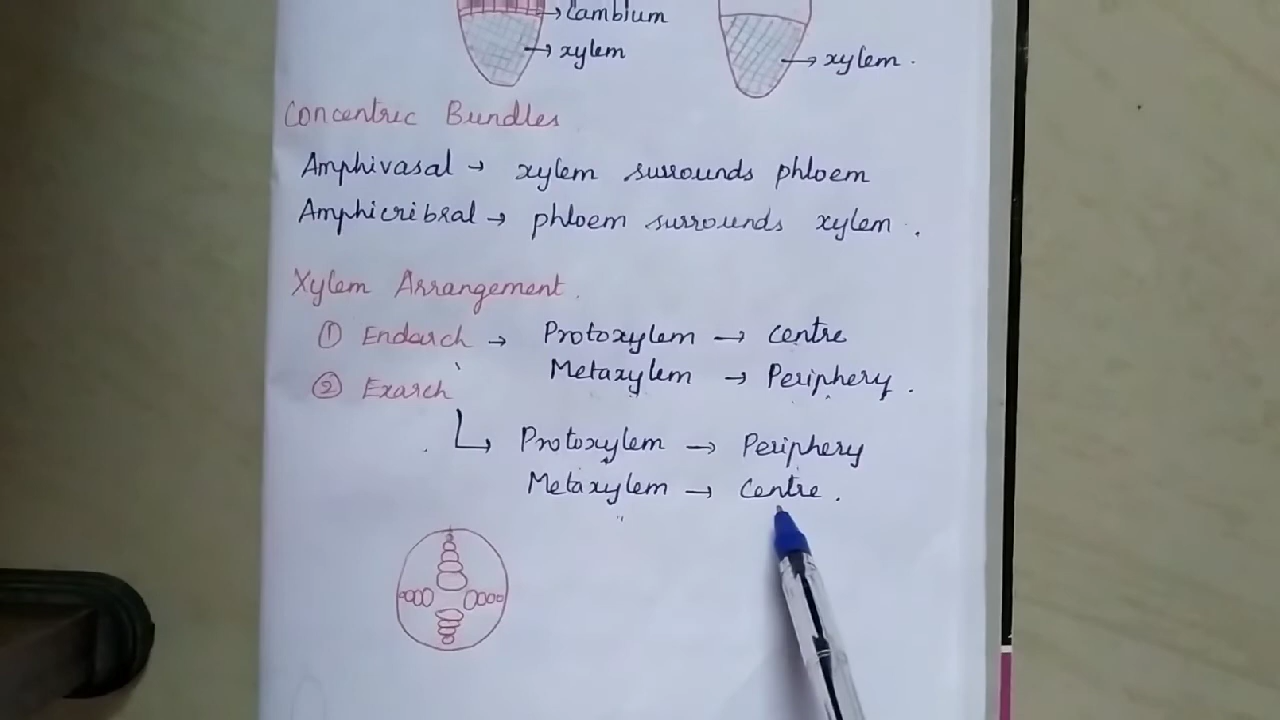 → Cambium
→ xylem
→ xylem.
Concentric Bundles
Amphivasal → xylem surrounds phloem
Amphicribral → phloem surrounds xylem.
Xylem Arrangement.
① Endarch → Protoxylem → Centre
Metaxylem → Periphery.
② Exarch
Protoxylem → Periphery
Metaxylem → Centre.